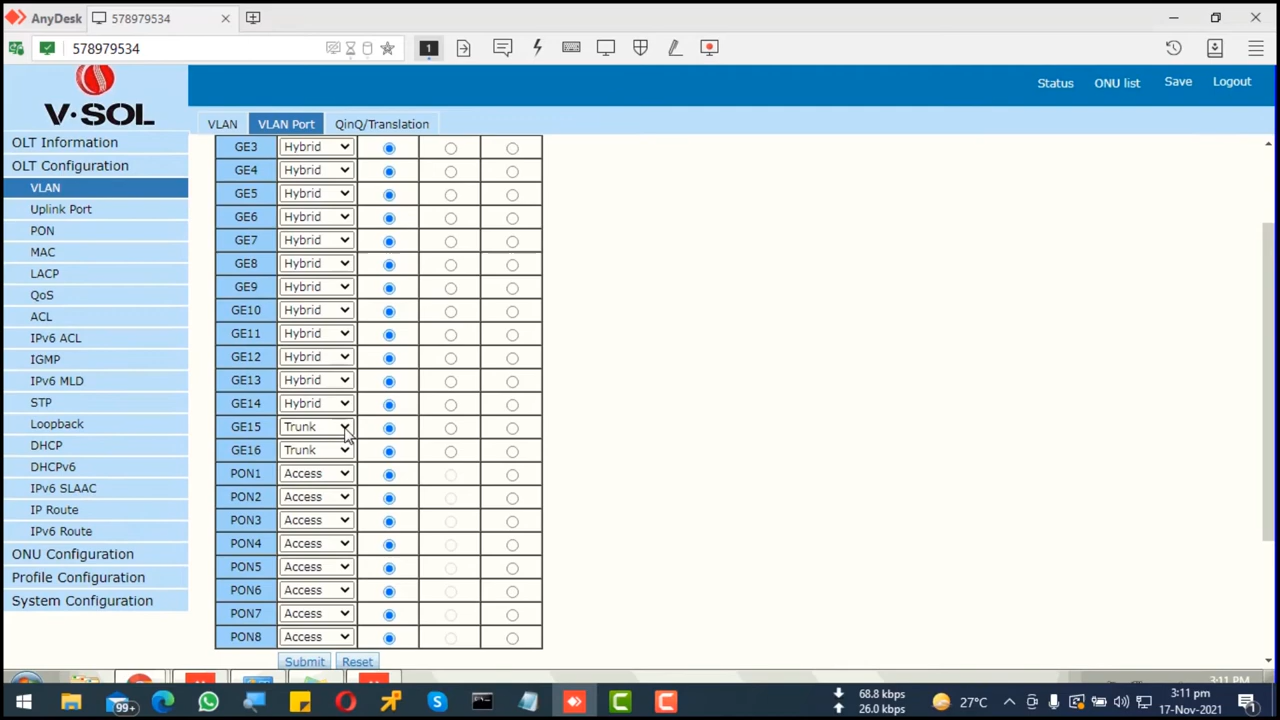 AnyDesk
578979534
578979534
1
V·SOL
Status
ONU list
Save
Logout
VLAN
VLAN Port
QinQ/Translation
OLT Information
OLT Configuration
VLAN
Uplink Port
PON
MAC
LACP
QoS
ACL
IPv6 ACL
IGMP
IPv6 MLD
STP
Loopback
DHCP
DHCPv6
IPv6 SLAAC
IP Route
IPv6 Route
ONU Configuration
Profile Configuration
System Configuration
GE3 Hybrid
GE4 Hybrid
GE5 Hybrid
GE6 Hybrid
GE7 Hybrid
GE8 Hybrid
GE9 Hybrid
GE10 Hybrid
GE11 Hybrid
GE12 Hybrid
GE13 Hybrid
GE14 Hybrid
GE15 Trunk
GE16 Trunk
PON1 Access
PON2 Access
PON3 Access
PON4 Access
PON5 Access
PON6 Access
PON7 Access
PON8 Access
Submit Reset
3:11 PM
99+
68.8 kbps
26.0 kbps
27°C
3:11 pm
17-Nov-2021
1